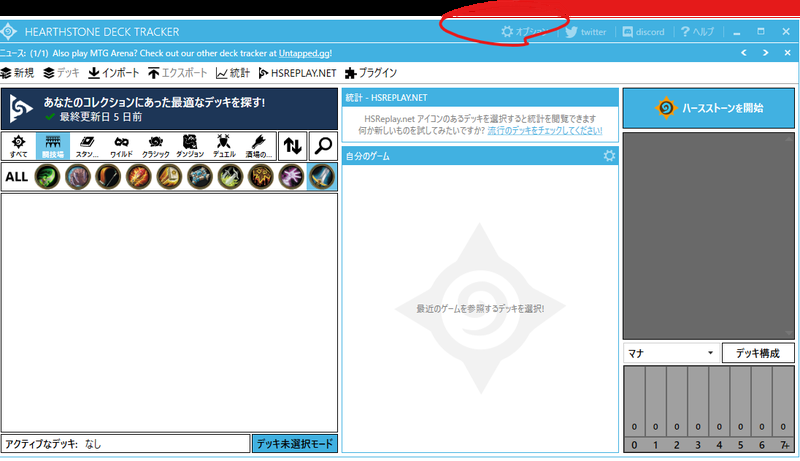 HEARTHSTONE DECK TRACKER
オプション
twitter
discord
ヘルプ
ニュース: (1/1) Also play MTG Arena? Check out our other deck tracker at Untapped.gg!
新規
デッキ
インポート
エクスポート
統計
HSREPLAY.NET
プラグイン
あなたのコレクションにあった最適なデッキを探す!
最終更新日 5 日前
すべて
闘技場
スタン...
ワイルド
クラシック
ダンジョン
デュエル
酒場の...
ALL
アクティブなデッキ: なし
デッキ未選択モード
統計 - HSREPLAY.NET
HSReplay.net アイコンのあるデッキを選択すると統計を閲覧できます
何か新しいものを試してみたいですか? 流行のデッキをチェックしてください!
自分のゲーム
最近のゲームを参照するデッキを選択!
ハースストーンを開始
マナ
デッキ構成
0 0 0 0 0 0 0 0
0 1 2 3 4 5 6 7+